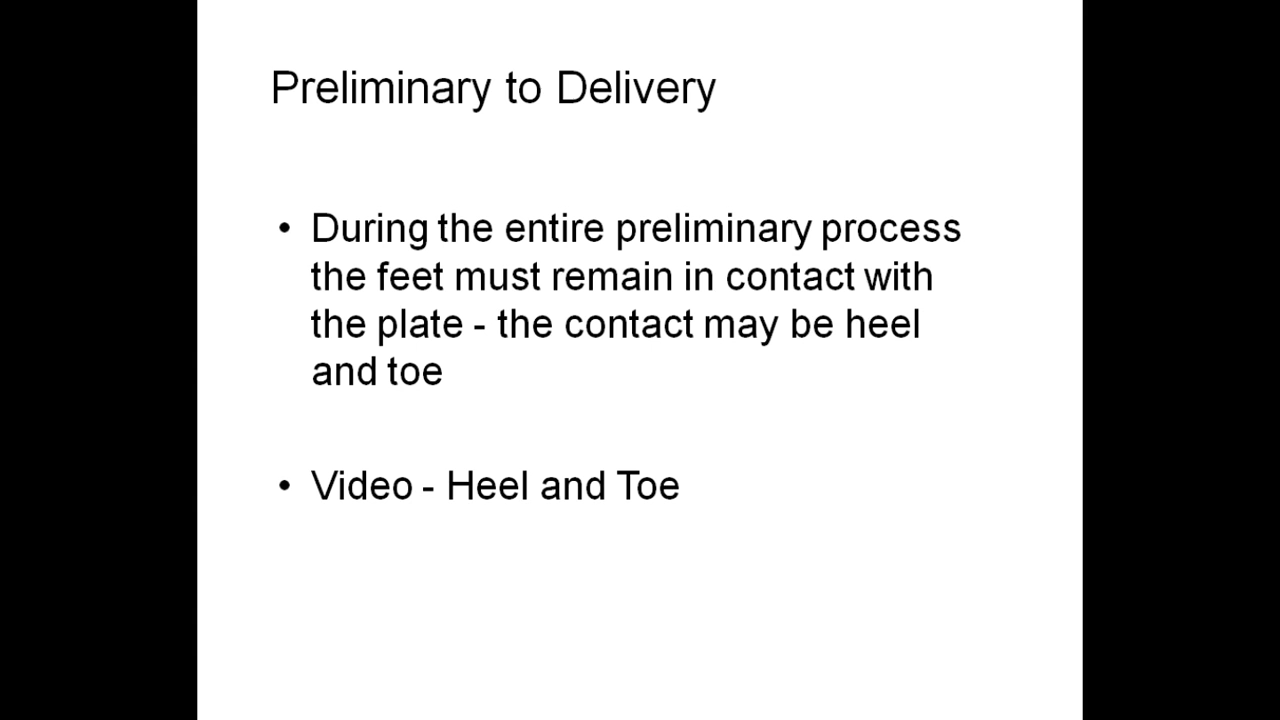 Preliminary to Delivery
• During the entire preliminary process
the feet must remain in contact with
the plate - the contact may be heel
and toe
• Video - Heel and Toe